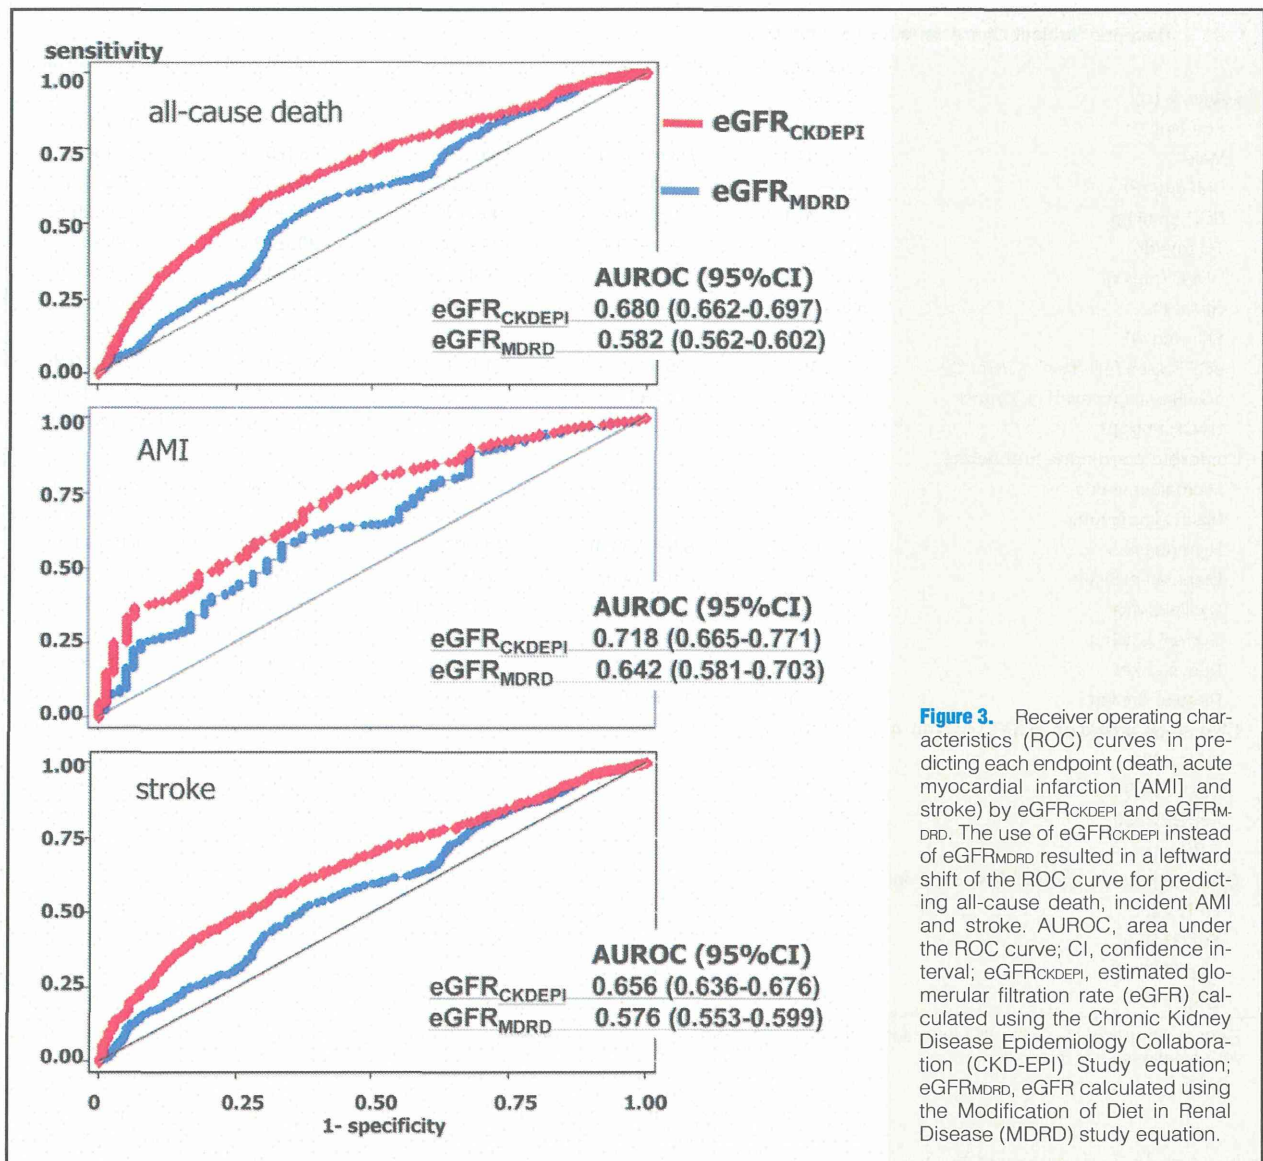 sensitivity
1.00
0.75
0.50
0.25
0.00
all-cause death
eGFRCKDEPI
eGFRMDRD
AUROC (95%CI)
eGFRCKDEPI 0.680 (0.662-0.697)
eGFRMDRD 0.582 (0.562-0.602)
1.00
0.75
0.50
0.25
0.00
AMI
AUROC (95%CI)
eGFRCKDEPI 0.718 (0.665-0.771)
eGFRMDRD 0.642 (0.581-0.703)
1.00
0.75
0.50
0.25
0.00
stroke
AUROC (95%CI)
eGFRCKDEPI 0.656 (0.636-0.676)
eGFRMDRD 0.576 (0.553-0.599)
0 0.25 0.50 0.75 1.00
1- specificity
Figure 3. Receiver operating char-
acteristics (ROC) curves in pre-
dicting each endpoint (death, acute
myocardial infarction [AMI] and
stroke) by eGFRCKDEPI and eGFRM-
DRD. The use of eGFRCKDEPI instead
of eGFRMDRD resulted in a leftward
shift of the ROC curve for predict-
ing all-cause death, incident AMI
and stroke. AUROC, area under
the ROC curve; CI, confidence in-
terval; eGFRCKDEPI, estimated glo-
merular filtration rate (eGFR) cal-
culated using the Chronic Kidney
Disease Epidemiology Collabora-
tion (CKD-EPI) Study equation;
eGFRMDRD, eGFR calculated using
the Modification of Diet in Renal
Disease (MDRD) study equation.